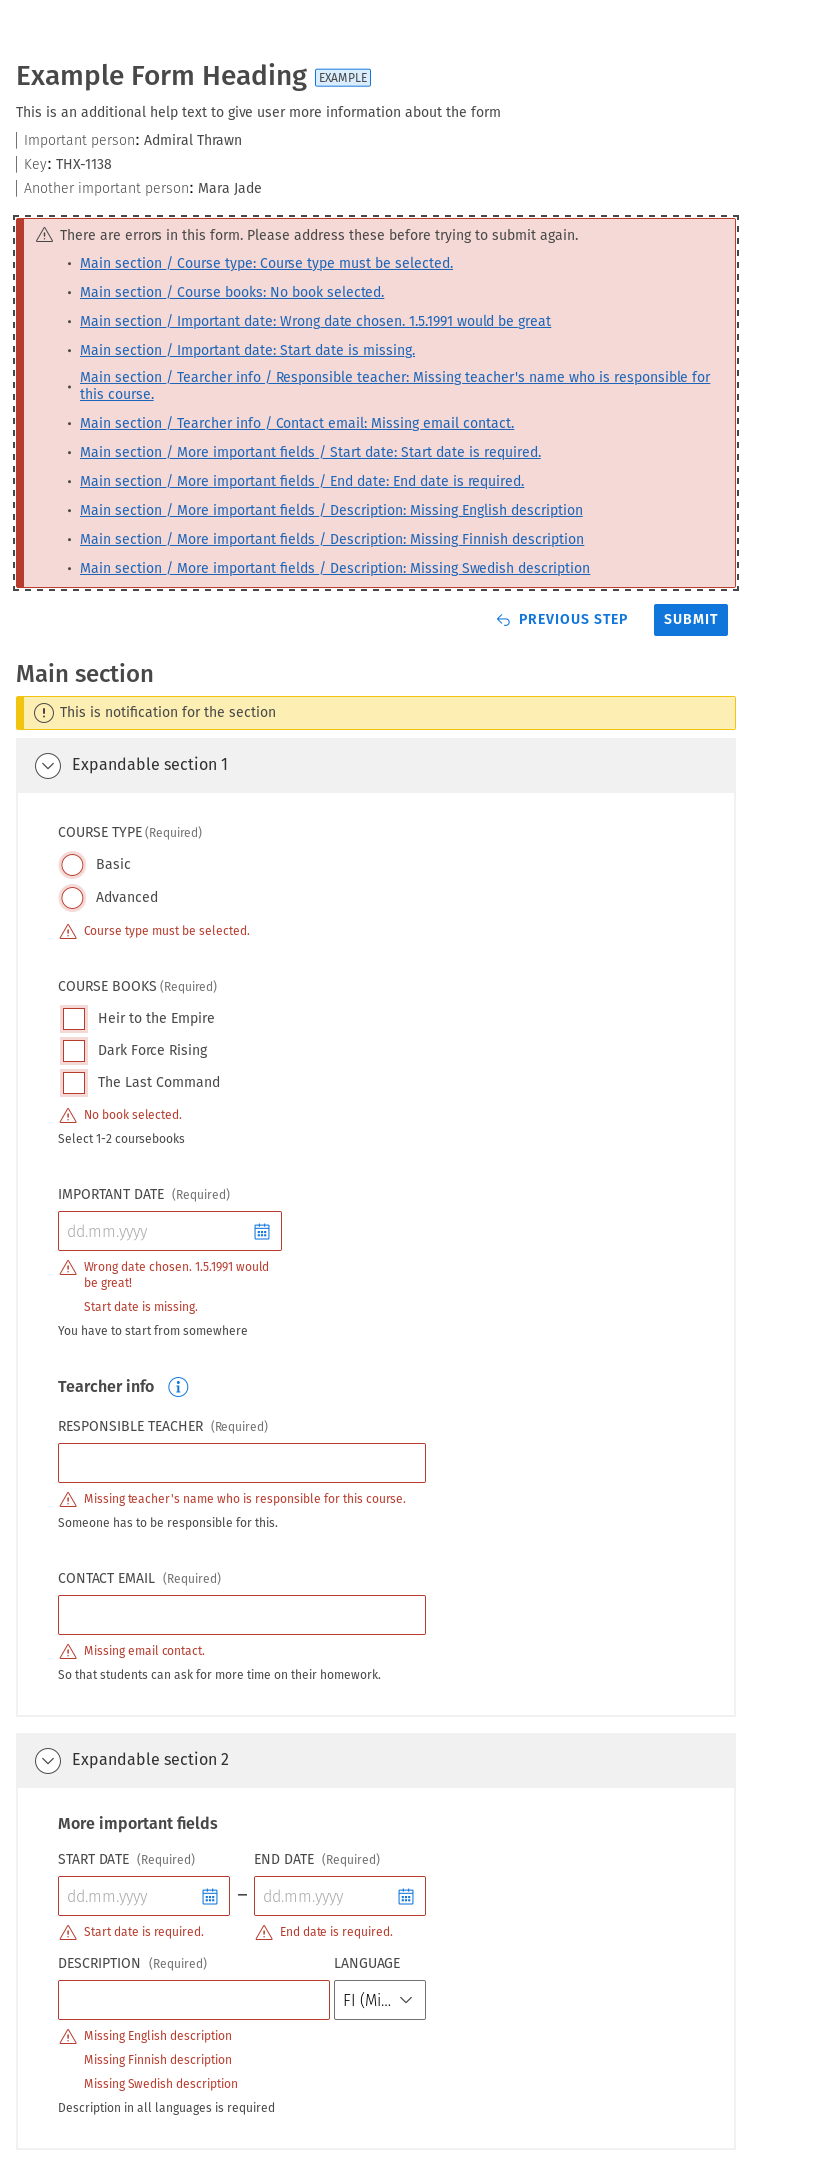 Example Form Heading EXAMPLE
This is an additional help text to give user more information about the form
Important person: Admiral Thrawn
Key: THX-1138
Another important person: Mara Jade
There are errors in this form. Please address these before trying to submit again.
• Main section / Course type: Course type must be selected.
• Main section / Course books: No book selected.
• Main section / Important date: Wrong date chosen. 1.5.1991 would be great
• Main section / Important date: Start date is missing.
• Main section / Tearcher info / Responsible teacher: Missing teacher's name who is responsible for
this course.
• Main section / Tearcher info / Contact email: Missing email contact.
• Main section / More important fields / Start date: Start date is required.
• Main section / More important fields / End date: End date is required.
• Main section / More important fields / Description: Missing English description
• Main section / More important fields / Description: Missing Finnish description
• Main section / More important fields / Description: Missing Swedish description
PREVIOUS STEP SUBMIT
Main section
This is notification for the section
Expandable section 1
COURSE TYPE (Required)
Basic
Advanced
Course type must be selected.
COURSE BOOKS (Required)
Heir to the Empire
Dark Force Rising
The Last Command
No book selected.
Select 1-2 coursebooks
IMPORTANT DATE (Required)
dd.mm.yyyy
Wrong date chosen. 1.5.1991 would
be great!
Start date is missing.
You have to start from somewhere
Tearcher info
RESPONSIBLE TEACHER (Required)
Missing teacher's name who is responsible for this course.
Someone has to be responsible for this.
CONTACT EMAIL (Required)
Missing email contact.
So that students can ask for more time on their homework.
Expandable section 2
More important fields
START DATE (Required) END DATE (Required)
dd.mm.yyyy – dd.mm.yyyy
Start date is required. End date is required.
DESCRIPTION (Required) LANGUAGE
FI (Mi...
Missing English description
Missing Finnish description
Missing Swedish description
Description in all languages is required